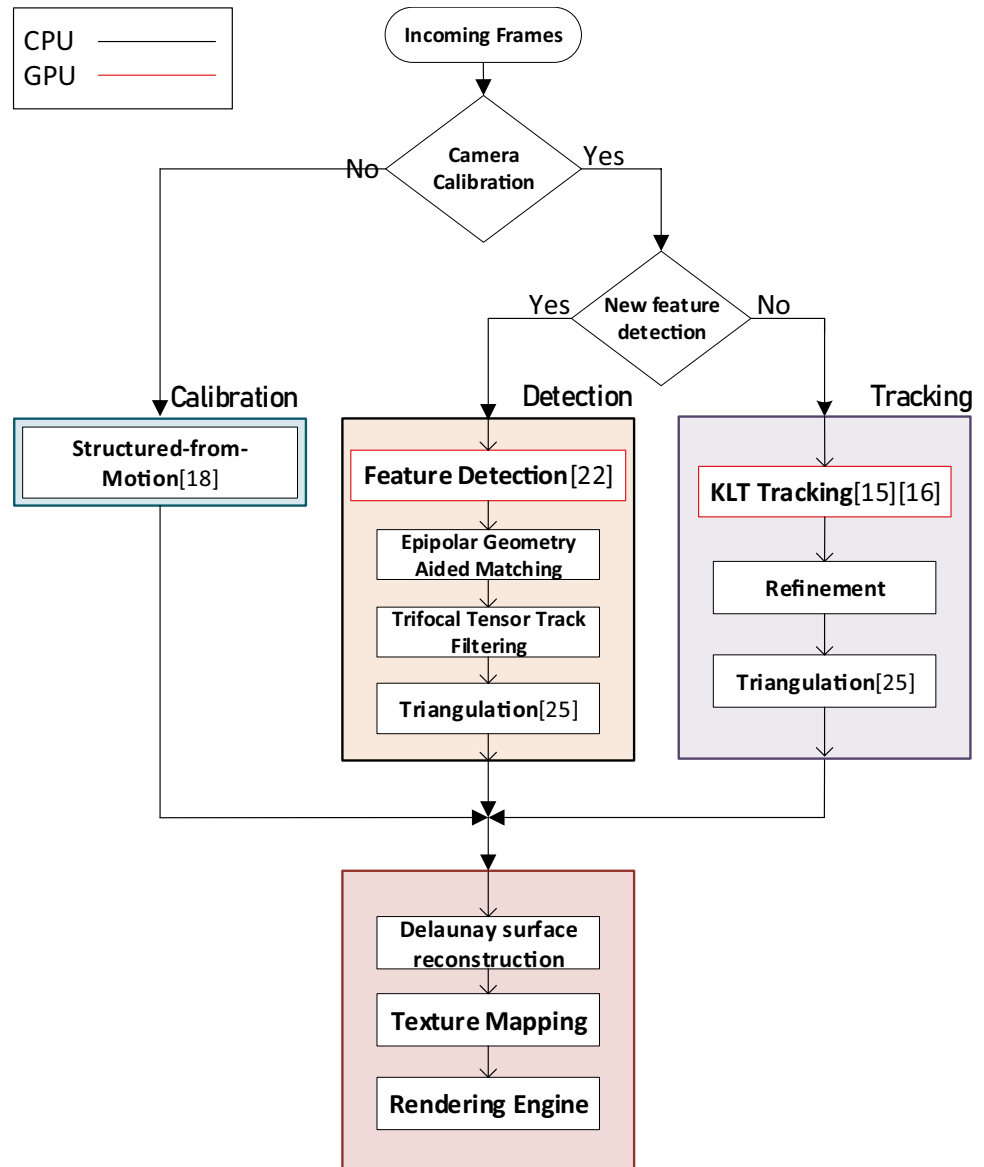 CPU
GPU
Incoming Frames
Camera
Calibration
No
Yes
New feature
detection
Yes
No
Calibration
Detection
Tracking
Structured-from-
Motion[18]
Feature Detection[22]
Epipolar Geometry
Aided Matching
Trifocal Tensor Track
Filtering
Triangulation[25]
KLT Tracking[15][16]
Refinement
Triangulation[25]
Delaunay surface
reconstruction
Texture Mapping
Rendering Engine